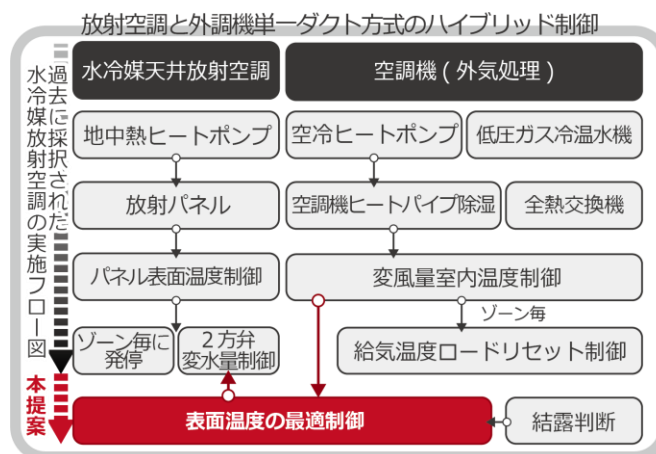 放射空調と外調機単一ダクト方式のハイブリッド制御
過去に採択された
水冷媒放射空調の実施フロー図
本提案
水冷媒天井放射空調
空調機(外気処理)
地中熱ヒートポンプ
空冷ヒートポンプ
低圧ガス冷温水機
放射パネル
空調機ヒートパイプ除湿
全熱交換機
パネル表面温度制御
変風量室内温度制御
ゾーン毎
ゾーン毎に
発停
2方弁
変水量制御
給気温度ロードリセット制御
表面温度の最適制御
結露判断